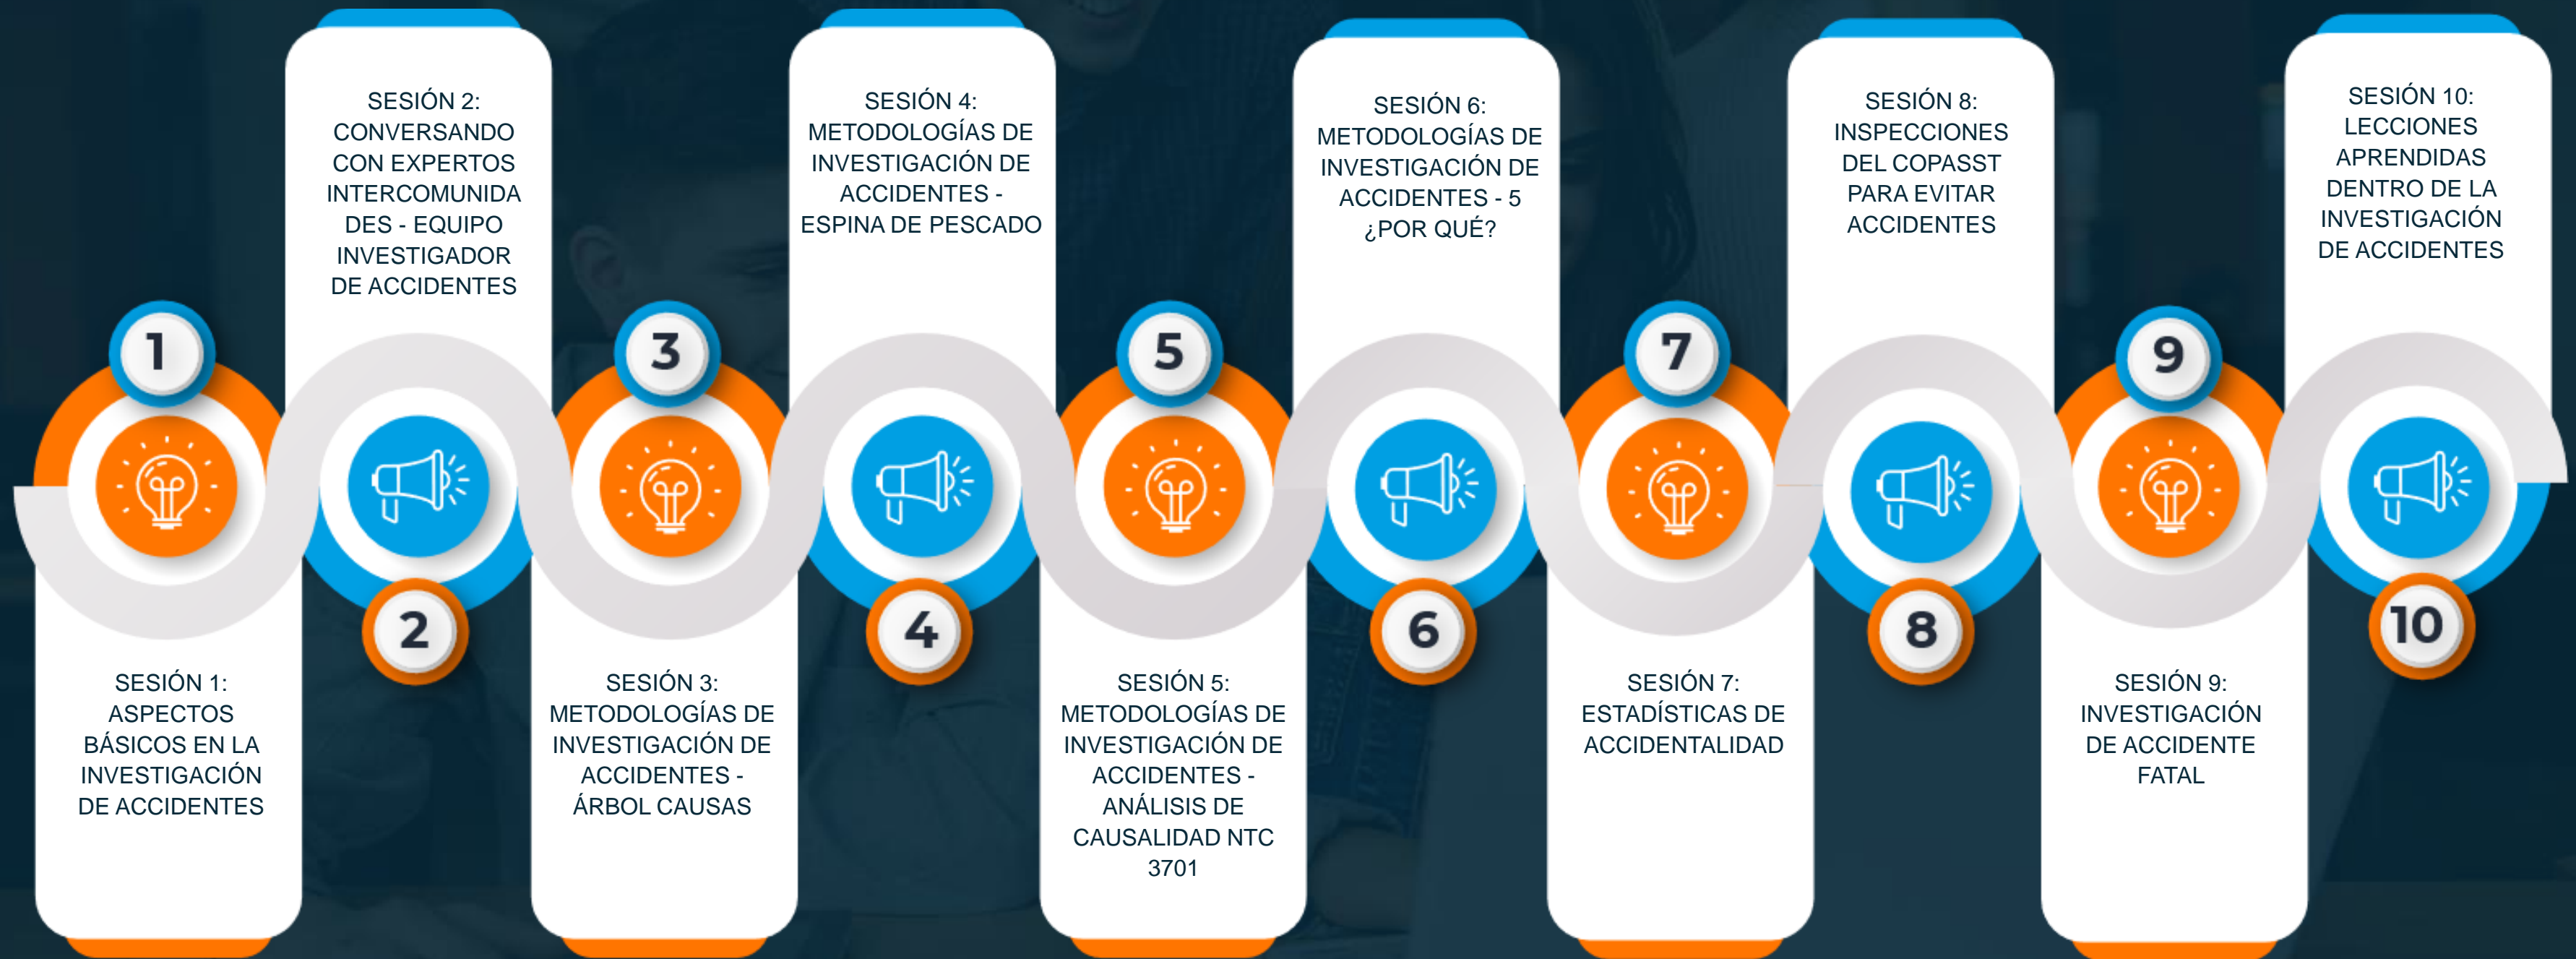 1
SESIÓN 1:
ASPECTOS
BÁSICOS EN LA
INVESTIGACIÓN
DE ACCIDENTES
SESIÓN 2:
CONVERSANDO
CON EXPERTOS
INTERCOMUNIDA
DES - EQUIPO
INVESTIGADOR
DE ACCIDENTES
2
3
SESIÓN 3:
METODOLOGÍAS DE
INVESTIGACIÓN DE
ACCIDENTES -
ÁRBOL CAUSAS
SESIÓN 4:
METODOLOGÍAS DE
INVESTIGACIÓN DE
ACCIDENTES -
ESPINA DE PESCADO
4
5
SESIÓN 5:
METODOLOGÍAS DE
INVESTIGACIÓN DE
ACCIDENTES -
ANÁLISIS DE
CAUSALIDAD NTC
3701
SESIÓN 6:
METODOLOGÍAS DE
INVESTIGACIÓN DE
ACCIDENTES - 5
¿POR QUÉ?
6
7
SESIÓN 7:
ESTADÍSTICAS DE
ACCIDENTALIDAD
SESIÓN 8:
INSPECCIONES
DEL COPASST
PARA EVITAR
ACCIDENTES
8
9
SESIÓN 9:
INVESTIGACIÓN
DE ACCIDENTE
FATAL
SESIÓN 10:
LECCIONES
APRENDIDAS
DENTRO DE LA
INVESTIGACIÓN
DE ACCIDENTES
10